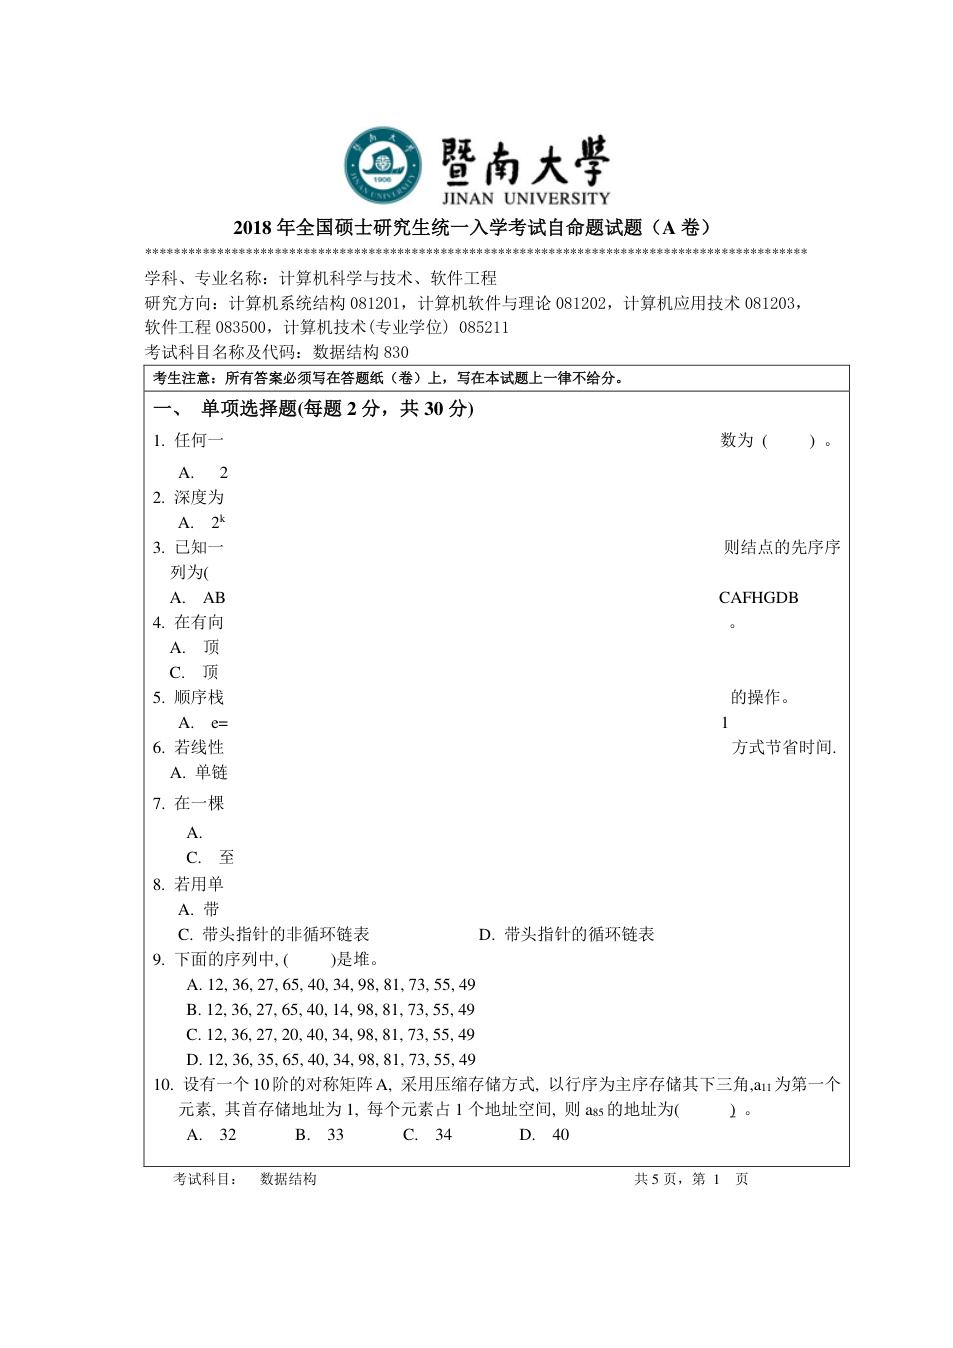 暨南大学
1906
JINAN UNIVERSITY
暨南大学
JINAN UNIVERSITY
2018 年全国硕士研究生统一入学考试自命题试题（A 卷）
********************************************************************************************
学科、专业名称：计算机科学与技术、软件工程
研究方向：计算机系统结构 081201，计算机软件与理论 081202，计算机应用技术 081203，
软件工程 083500，计算机技术(专业学位) 085211
考试科目名称及代码：数据结构 830
考生注意：所有答案必须写在答题纸（卷）上，写在本试题上一律不给分。
一、 单项选择题(每题 2 分，共 30 分)
1. 任何一 数为 ( ) 。
A. 2
2. 深度为
A. 2k
3. 已知一 则结点的先序序
列为(
A. AB CAFHGDB
4. 在有向 。
A. 顶
C. 顶
5. 顺序栈 的操作。
A. e= 1
6. 若线性 方式节省时间.
A. 单链
7. 在一棵
A.
C. 至
8. 若用单
A. 带
C. 带头指针的非循环链表 D. 带头指针的循环链表
9. 下面的序列中, ( )是堆。
A. 12, 36, 27, 65, 40, 34, 98, 81, 73, 55, 49
B. 12, 36, 27, 65, 40, 14, 98, 81, 73, 55, 49
C. 12, 36, 27, 20, 40, 34, 98, 81, 73, 55, 49
D. 12, 36, 35, 65, 40, 34, 98, 81, 73, 55, 49
10. 设有一个 10 阶的对称矩阵 A, 采用压缩存储方式, 以行序为主序存储其下三角,a11 为第一个
元素, 其首存储地址为 1, 每个元素占 1 个地址空间, 则 a85 的地址为( ) 。
A. 32 B. 33 C. 34 D. 40
考试科目： 数据结构 共 5 页，第 1 页